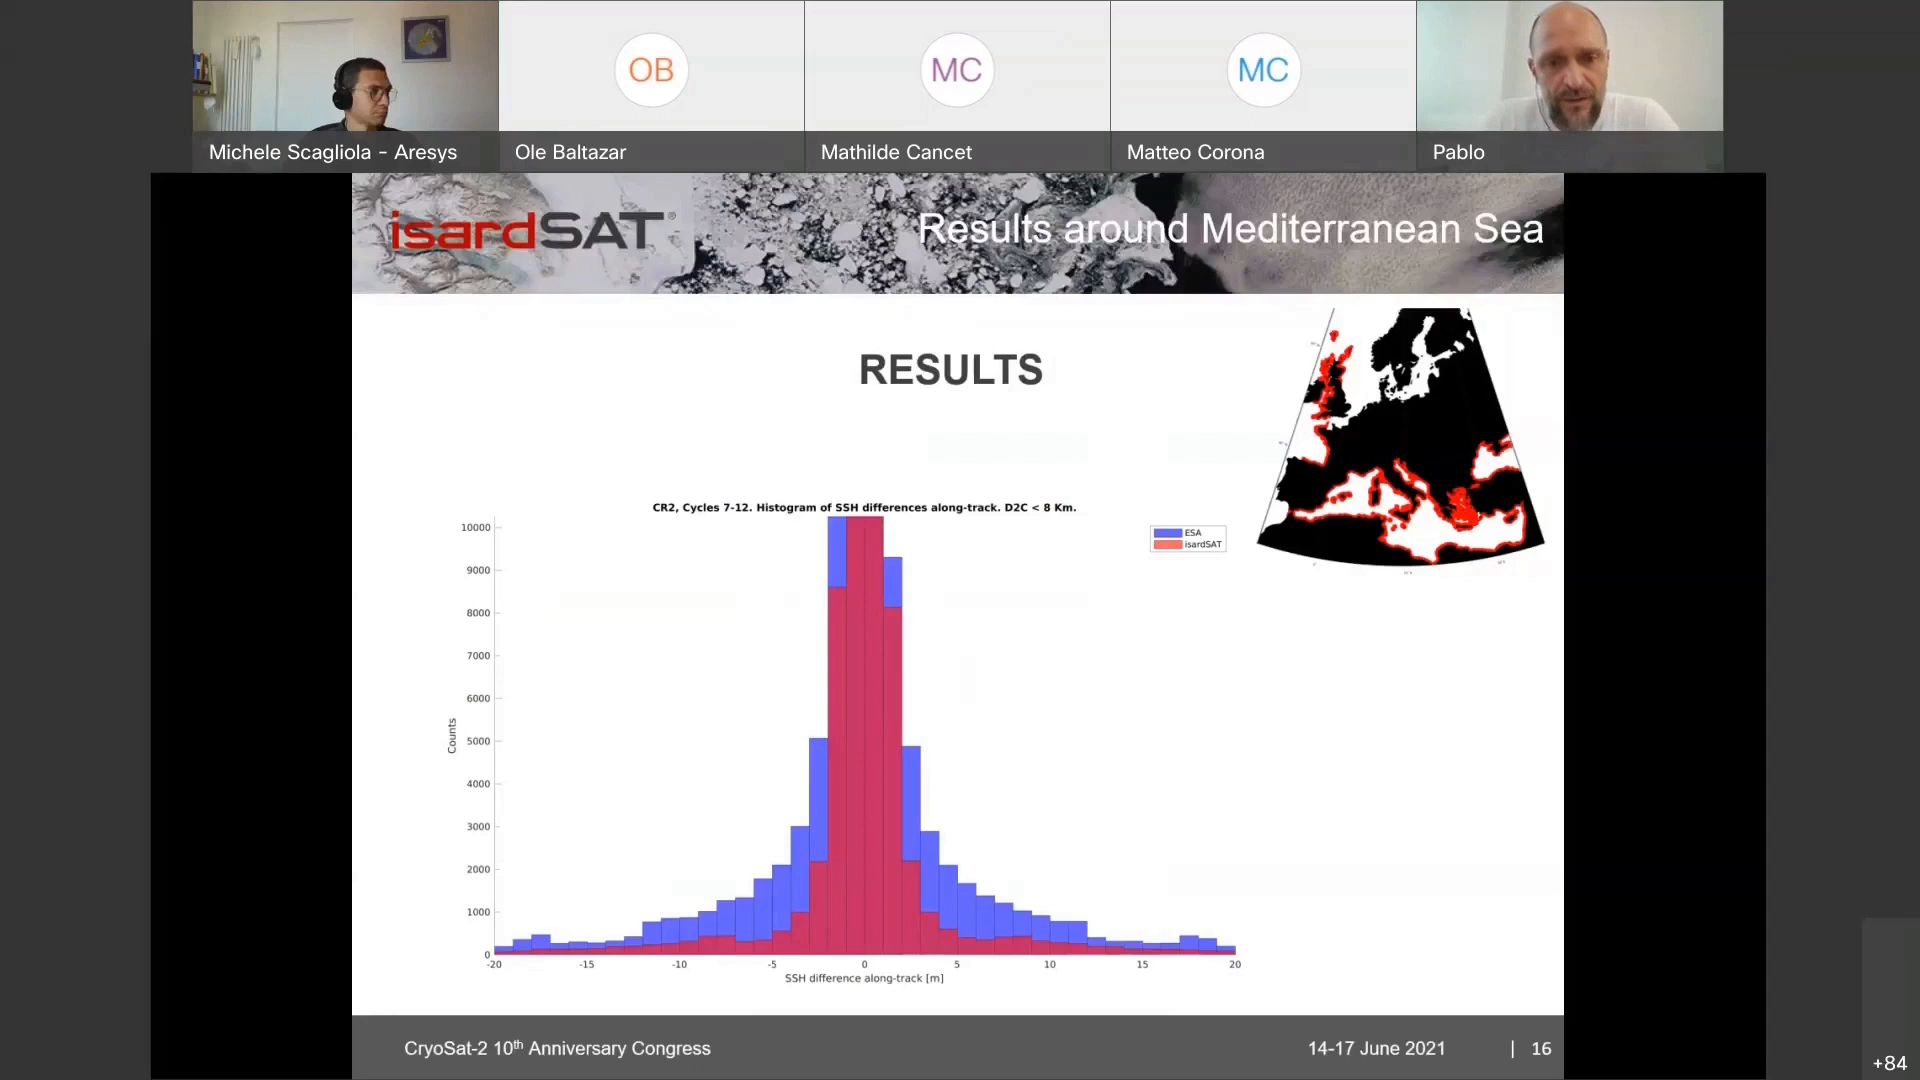 OB
MC
MC
Michele Scagliola - Aresys
Ole Baltazar
Mathilde Cancet
Matteo Corona
Pablo
isardSAT®
Results around Mediterranean Sea
RESULTS
CR2, Cycles 7-12. Histogram of SSH differences along-track. D2C < 8 Km.
ESA
isardSAT
10000
9000
8000
7000
6000
5000
4000
3000
2000
1000
0
Counts
-20 -15 -10 -5 0 5 10 15 20
SSH difference along-track [m]
CryoSat-2 10th Anniversary Congress
14-17 June 2021 | 16
+84